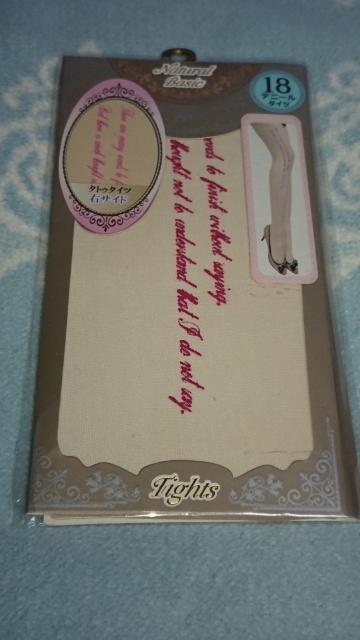 Natural
Basic
18
デニール
タイツ
タトゥタイツ
右サイド
words to finish without saying.
thought not to understand that I do not say.
Tights